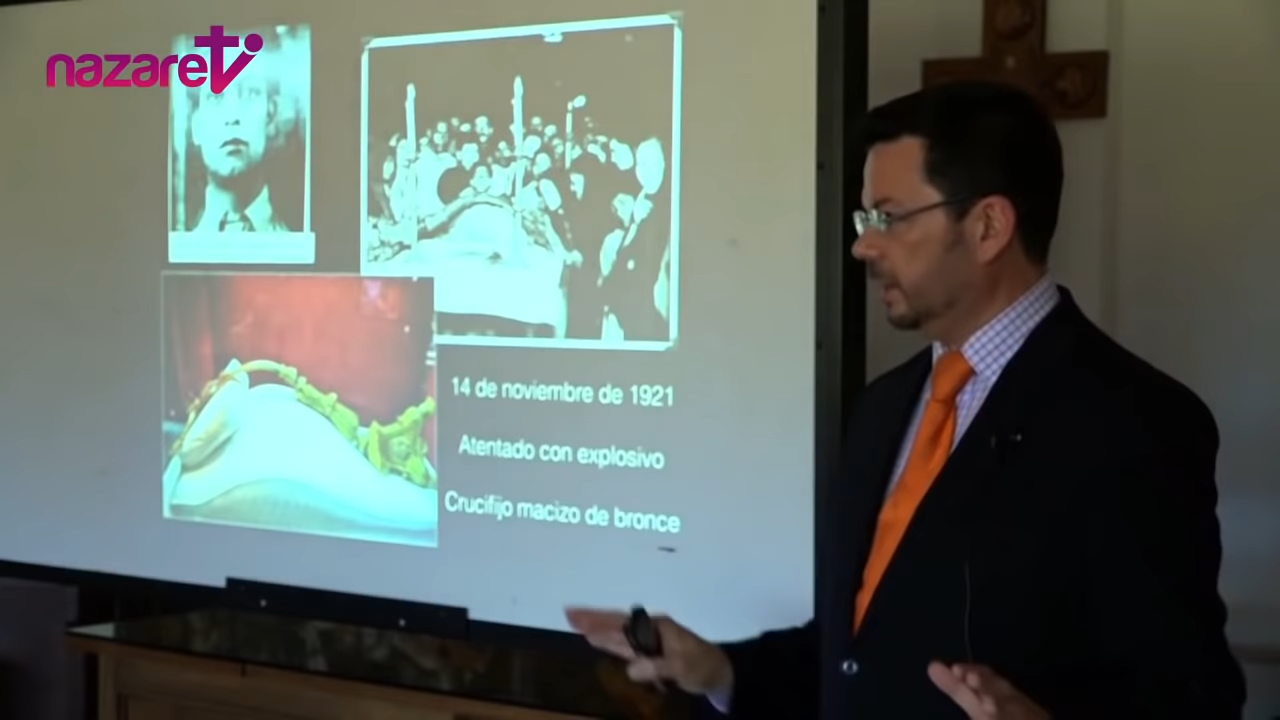 nazaretv
14 de noviembre de 1921
Atentado con explosivo
Crucifijo macizo de bronce